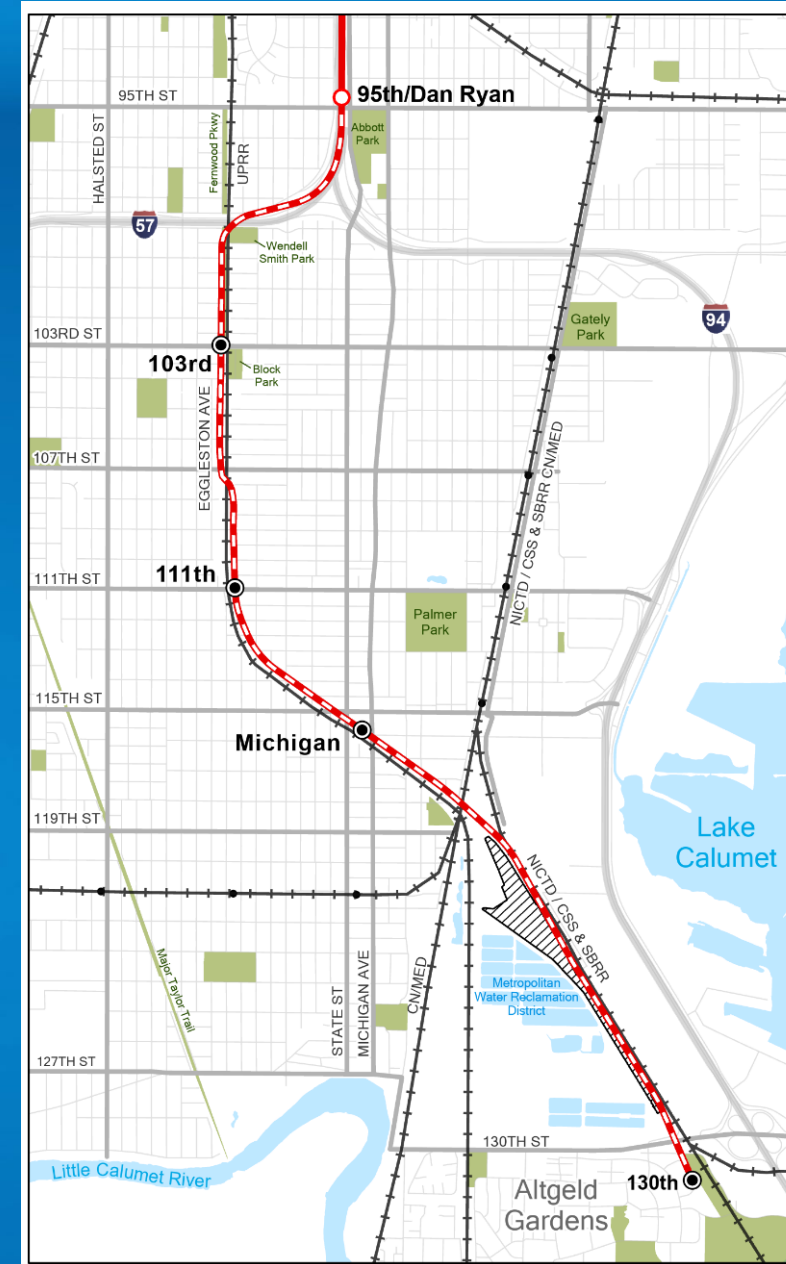 95TH ST
95th/Dan Ryan
HALSTED ST
Fernwood Pkwy
UPRR
Abbott
Park
57
Wendell
Smith Park
94
Gately
Park
103RD ST
103rd
Block
Park
EGGLESTON AVE
107TH ST
NICTD / CSS & SBRR CN/MED
111TH ST
111th
Palmer
Park
115TH ST
Michigan
119TH ST
Lake
Calumet
NICTD / CSS & SBRR
Major Taylor Trail
STATE ST
MICHIGAN AVE
CN/MED
Metropolitan
Water Reclamation
District
127TH ST
130TH ST
Little Calumet River
Altgeld
Gardens
130th